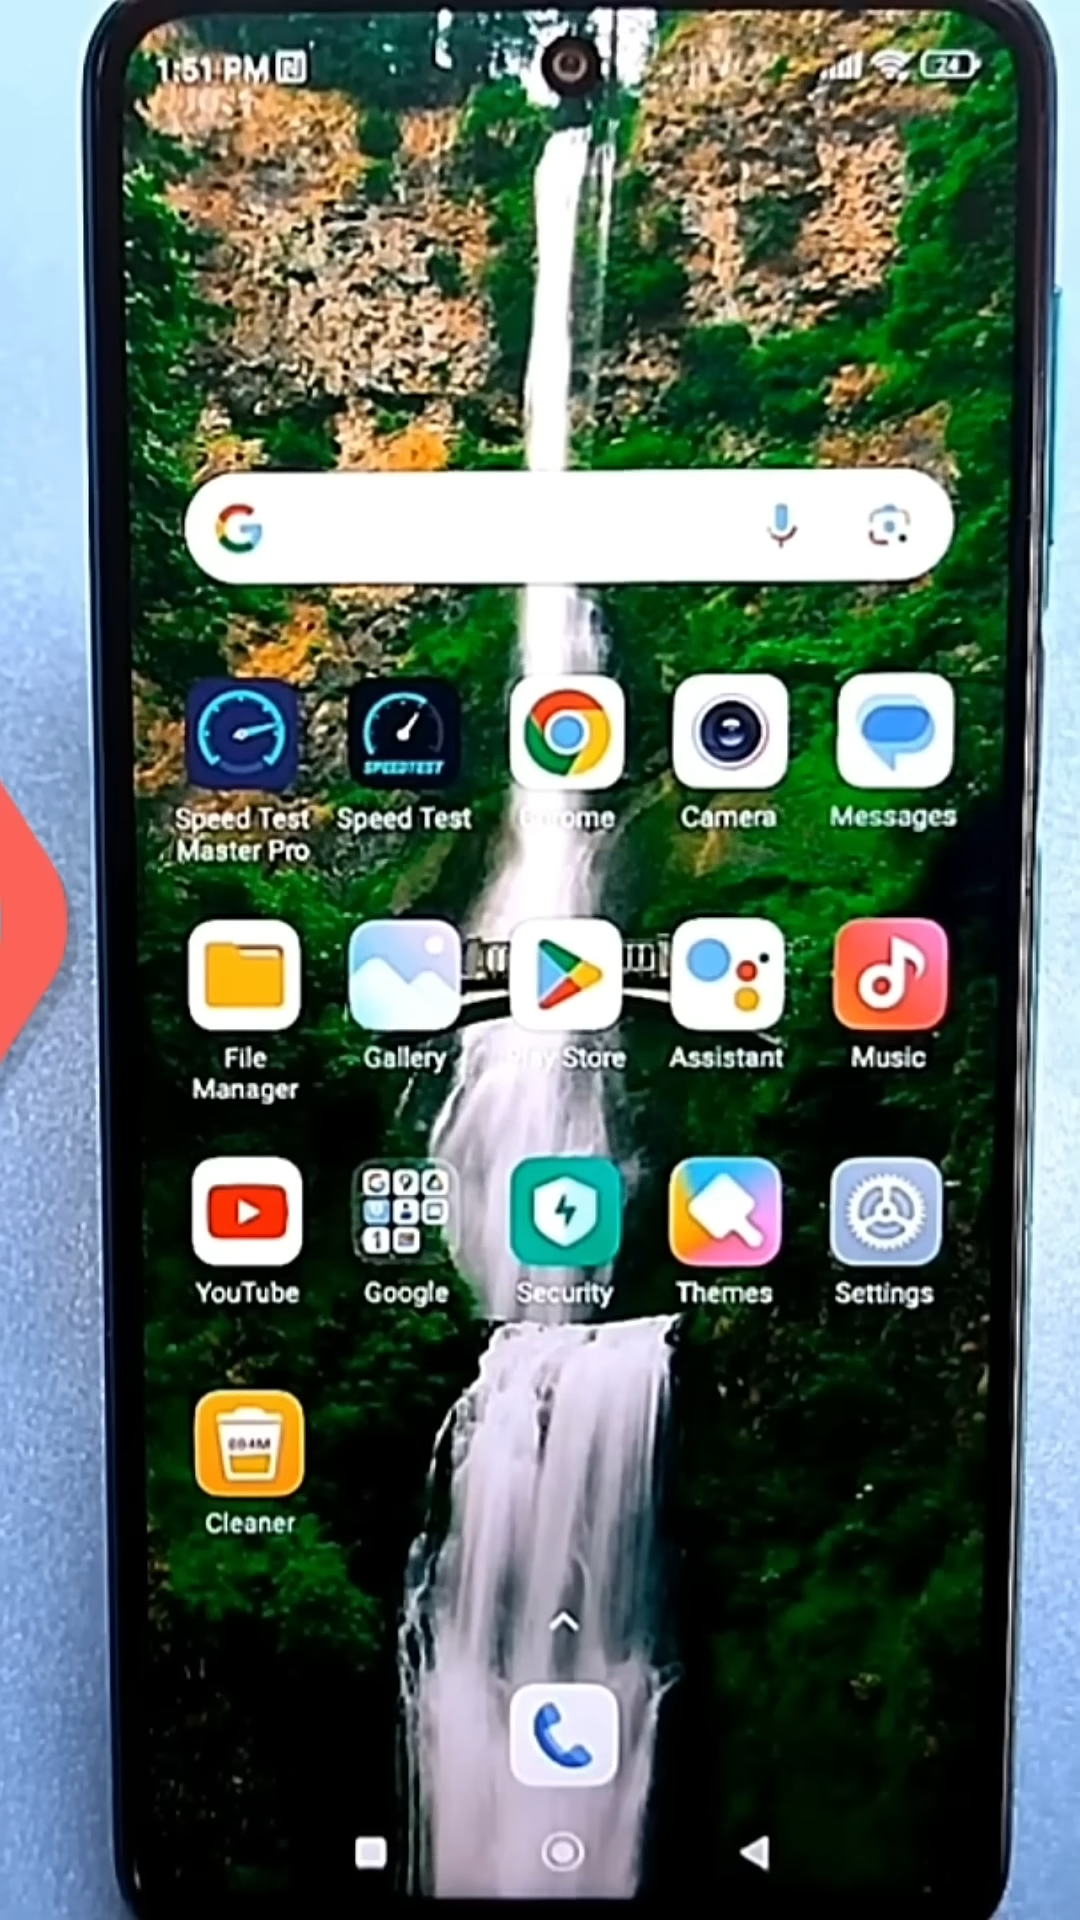 1:51 PM 24
SPEEDTEST
Speed Test
Master Pro
Speed Test
Chrome
Camera
Messages
File
Manager
Gallery
Play Store
Assistant
Music
YouTube
Google
Security
Themes
Settings
Cleaner